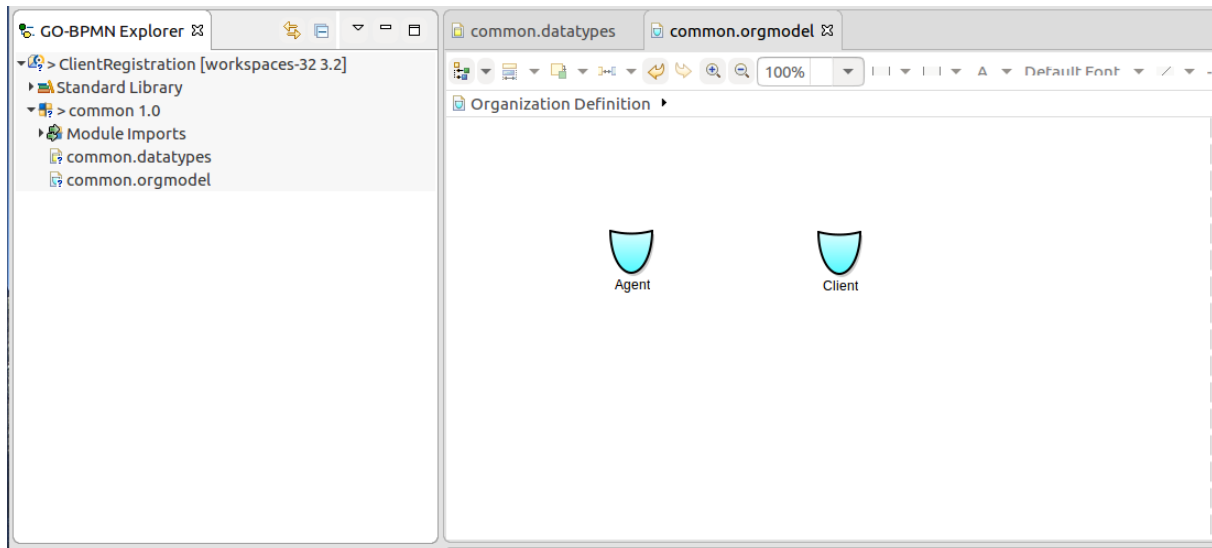 GO-BPMN Explorer
> ClientRegistration [workspaces-32 3.2]
Standard Library
> common 1.0
Module Imports
common.datatypes
common.orgmodel
common.datatypes
common.orgmodel
100%
A
Default Font
Organization Definition
Agent
Client